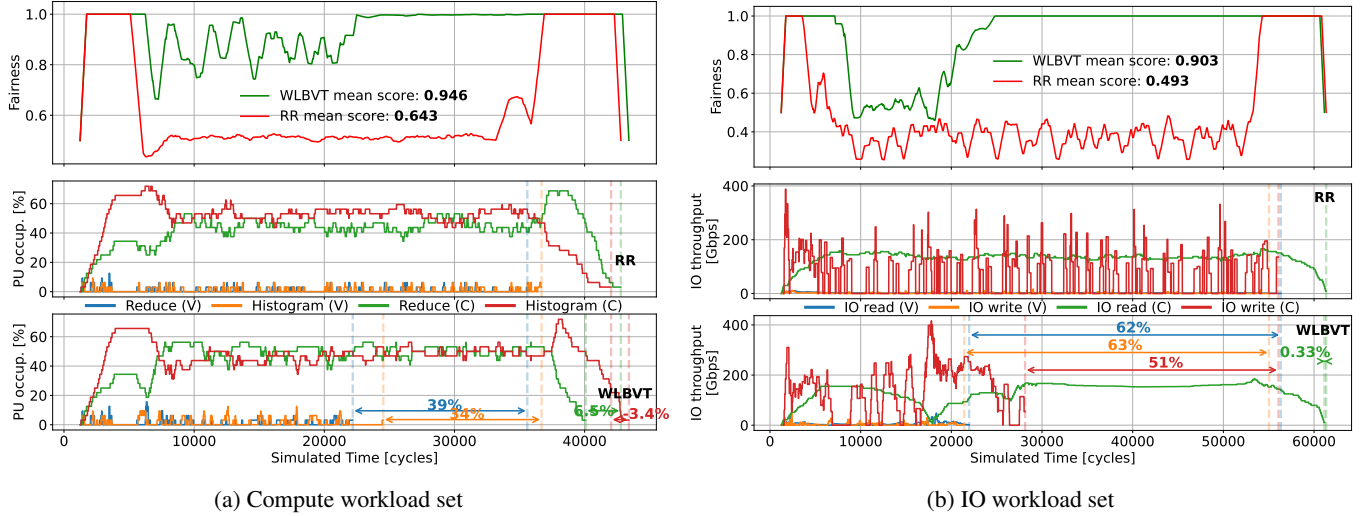 1.0
0.8
0.6
Fairness
WLBVT mean score: 0.946
RR mean score: 0.643
60
40
20
0
PU occup. [%]
RR
Reduce (V)
Histogram (V)
Reduce (C)
Histogram (C)
60
40
20
0
PU occup. [%]
WLBVT
39%
34%
6.5%
-3.4%
0
10000
20000
30000
40000
Simulated Time [cycles]
(a) Compute workload set
1.0
0.8
0.6
0.4
Fairness
WLBVT mean score: 0.903
RR mean score: 0.493
400
200
0
IO throughput
[Gbps]
RR
IO read (V)
IO write (V)
IO read (C)
IO write (C)
400
200
0
IO throughput
[Gbps]
WLBVT
62%
63%
51%
0.33%
0
10000
20000
30000
40000
50000
60000
Simulated Time [cycles]
(b) IO workload set